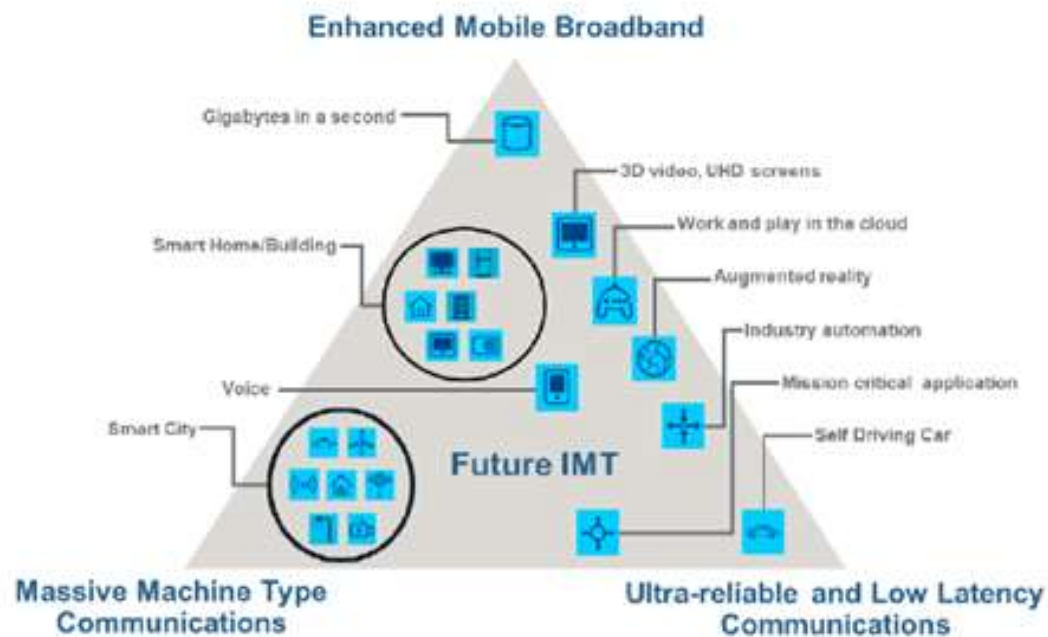 Enhanced Mobile Broadband
Gigabytes in a second
3D video, UHD screens
Work and play in the cloud
Smart Home/Building
Augmented reality
Industry automation
Voice
Mission critical application
Smart City
Self Driving Car
Future IMT
Massive Machine Type
Communications
Ultra-reliable and Low Latency
Communications